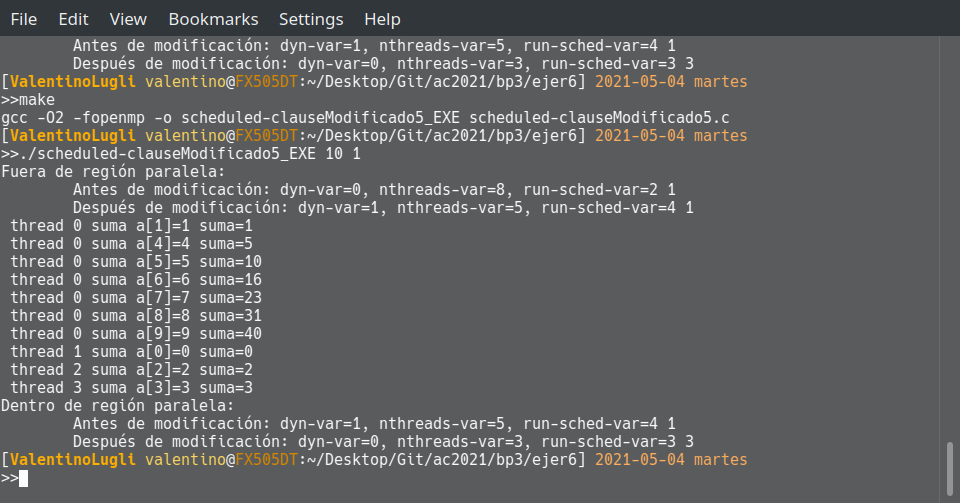 File Edit View Bookmarks Settings Help
Antes de modificación: dyn-var=1, nthreads-var=5, run-sched-var=4 1
Después de modificación: dyn-var=0, nthreads-var=3, run-sched-var=3 3
[ValentinoLugli valentino@FX505DT:~/Desktop/Git/ac2021/bp3/ejer6] 2021-05-04 martes
>>make
gcc -O2 -fopenmp -o scheduled-clauseModificado5_EXE scheduled-clauseModificado5.c
[ValentinoLugli valentino@FX505DT:~/Desktop/Git/ac2021/bp3/ejer6] 2021-05-04 martes
>>./scheduled-clauseModificado5_EXE 10 1
Fuera de región paralela:
Antes de modificación: dyn-var=0, nthreads-var=8, run-sched-var=2 1
Después de modificación: dyn-var=1, nthreads-var=5, run-sched-var=4 1
thread 0 suma a[1]=1 suma=1
thread 0 suma a[4]=4 suma=5
thread 0 suma a[5]=5 suma=10
thread 0 suma a[6]=6 suma=16
thread 0 suma a[7]=7 suma=23
thread 0 suma a[8]=8 suma=31
thread 0 suma a[9]=9 suma=40
thread 1 suma a[0]=0 suma=0
thread 2 suma a[2]=2 suma=2
thread 3 suma a[3]=3 suma=3
Dentro de región paralela:
Antes de modificación: dyn-var=1, nthreads-var=5, run-sched-var=4 1
Después de modificación: dyn-var=0, nthreads-var=3, run-sched-var=3 3
[ValentinoLugli valentino@FX505DT:~/Desktop/Git/ac2021/bp3/ejer6] 2021-05-04 martes
>>